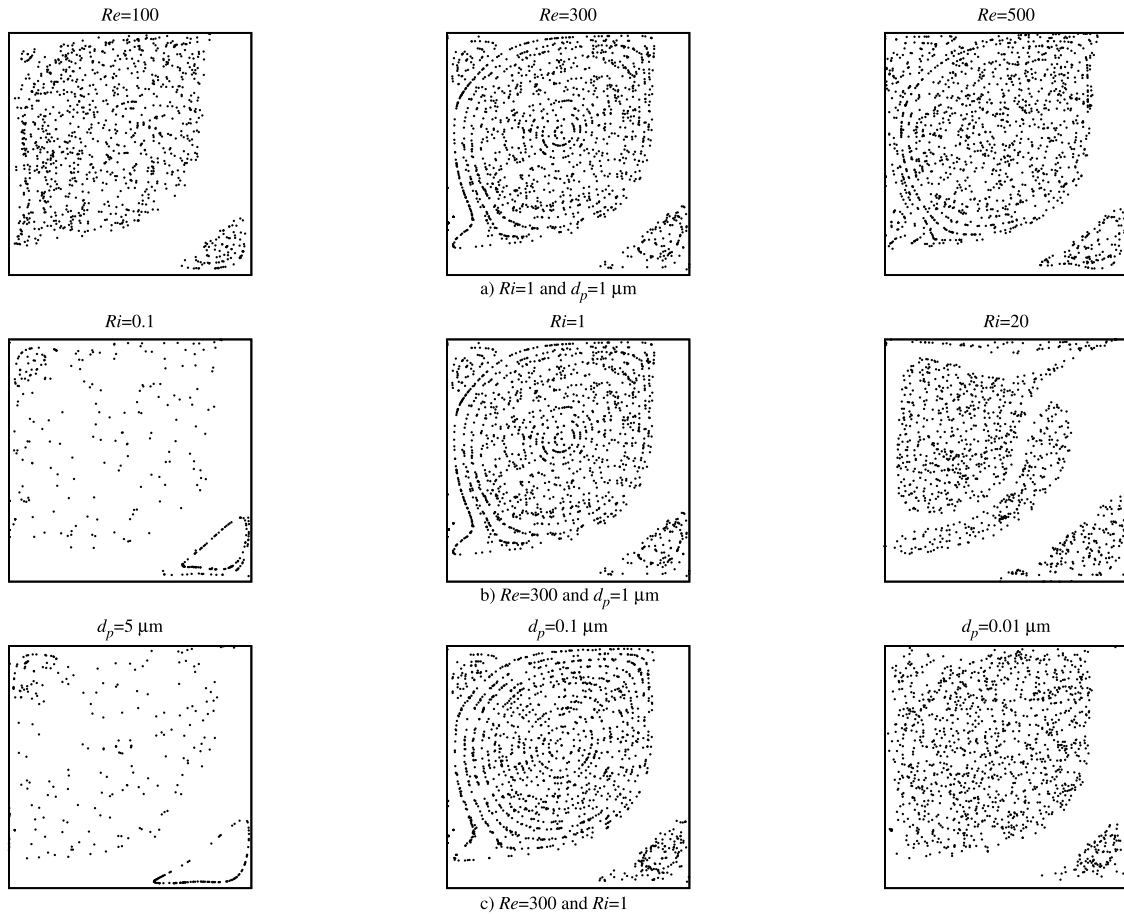 Re=100
Re=300
Re=500
a) Ri=1 and dp=1 µm
Ri=0.1
Ri=1
Ri=20
b) Re=300 and dp=1 µm
dp=5 µm
dp=0.1 µm
dp=0.01 µm
c) Re=300 and Ri=1